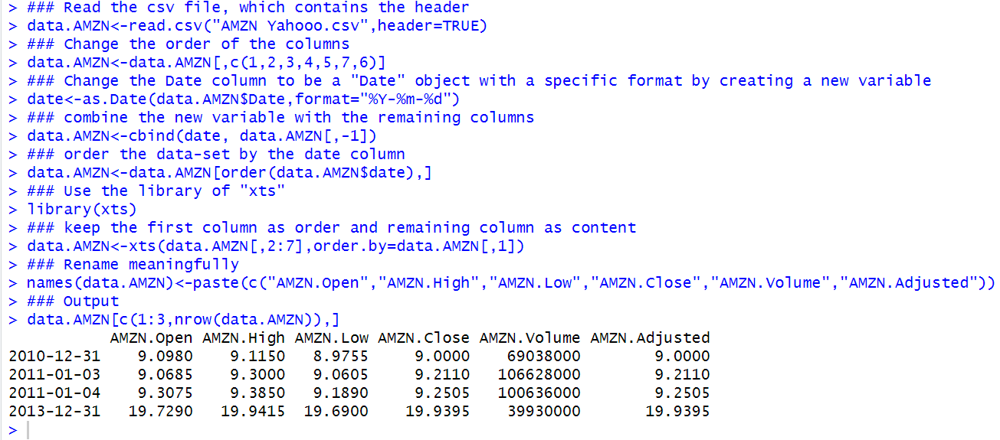 > ### Read the csv file, which contains the header
> data.AMZN<-read.csv("AMZN Yahooo.csv",header=TRUE)
> ### Change the order of the columns
> data.AMZN<-data.AMZN[,c(1,2,3,4,5,7,6)]
> ### Change the Date column to be a "Date" object with a specific format by creating a new variable
> date<-as.Date(data.AMZN$Date,format="%Y-%m-%d")
> ### combine the new variable with the remaining columns
> data.AMZN<-cbind(date, data.AMZN[,-1])
> ### order the data-set by the date column
> data.AMZN<-data.AMZN[order(data.AMZN$date),]
> ### Use the library of "xts"
> library(xts)
> ### keep the first column as order and remaining column as content
> data.AMZN<-xts(data.AMZN[,2:7],order.by=data.AMZN[,1])
> ### Rename meaningfully
> names(data.AMZN)<-paste(c("AMZN.Open","AMZN.High","AMZN.Low","AMZN.Close","AMZN.Volume","AMZN.Adjusted"))
> ### Output
> data.AMZN[c(1:3,nrow(data.AMZN)),]
           AMZN.Open AMZN.High AMZN.Low AMZN.Close AMZN.Volume AMZN.Adjusted
2010-12-31    9.0980    9.1150   8.9755     9.0000    69038000        9.0000
2011-01-03    9.0685    9.3000   9.0605     9.2110   106628000        9.2110
2011-01-04    9.3075    9.3850   9.1890     9.2505   100636000        9.2505
2013-12-31   19.7290   19.9415  19.6900    19.9395    39930000       19.9395
>